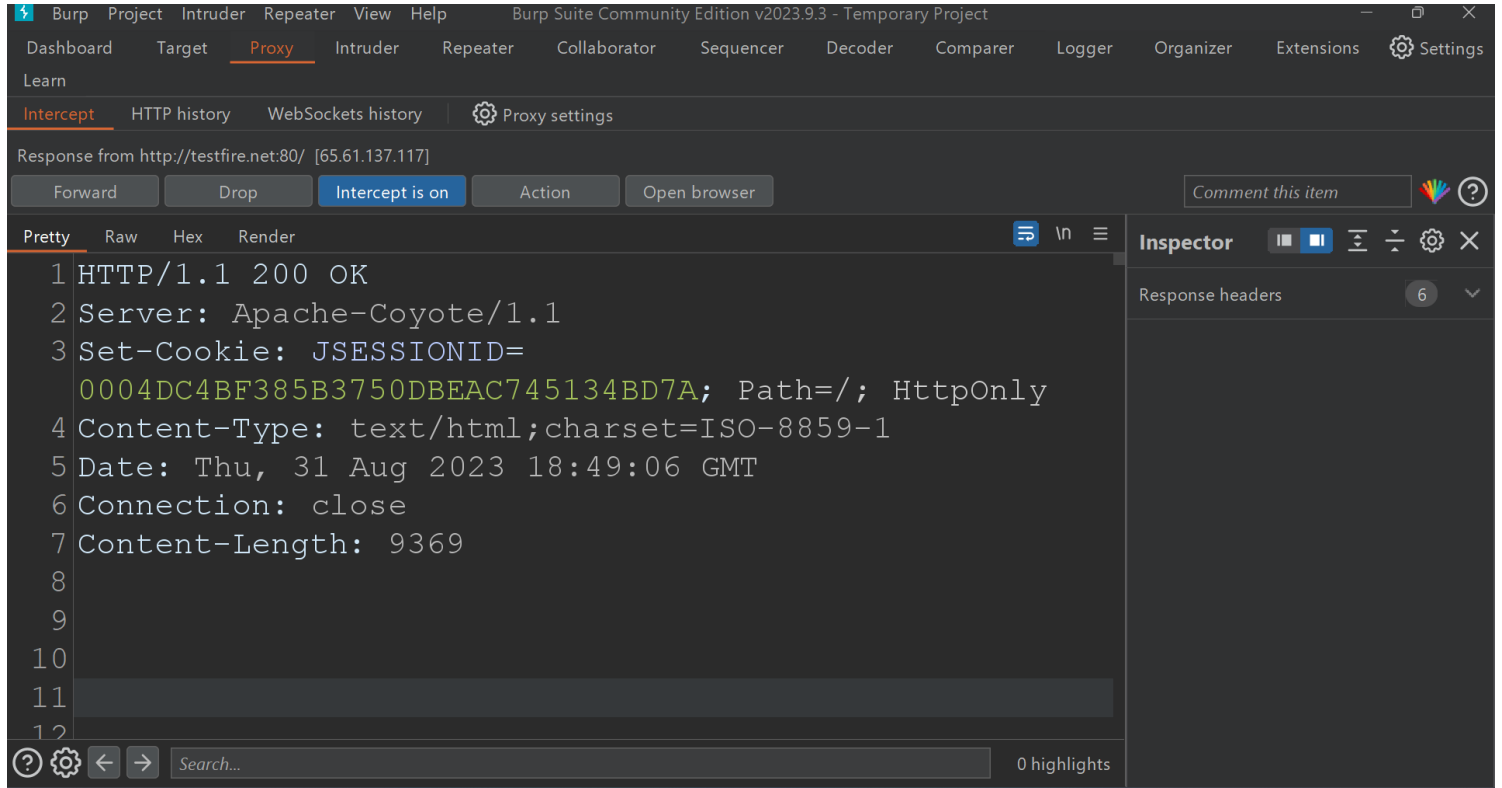 Burp Project Intruder Repeater View Help Burp Suite Community Edition v2023.9.3 - Temporary Project
Dashboard Target Proxy Intruder Repeater Collaborator Sequencer Decoder Comparer Logger Organizer Extensions Settings
Learn
Intercept HTTP history WebSockets history Proxy settings
Response from http://testfire.net:80/ [65.61.137.117]
Forward Drop Intercept is on Action Open browser Comment this item
Pretty Raw Hex Render \n
Inspector
Response headers 6
1 HTTP/1.1 200 OK
2 Server: Apache-Coyote/1.1
3 Set-Cookie: JSESSIONID=
0004DC4BF385B3750DBEAC745134BD7A; Path=/; HttpOnly
4 Content-Type: text/html;charset=ISO-8859-1
5 Date: Thu, 31 Aug 2023 18:49:06 GMT
6 Connection: close
7 Content-Length: 9369
8
9
10
11
12
Search... 0 highlights